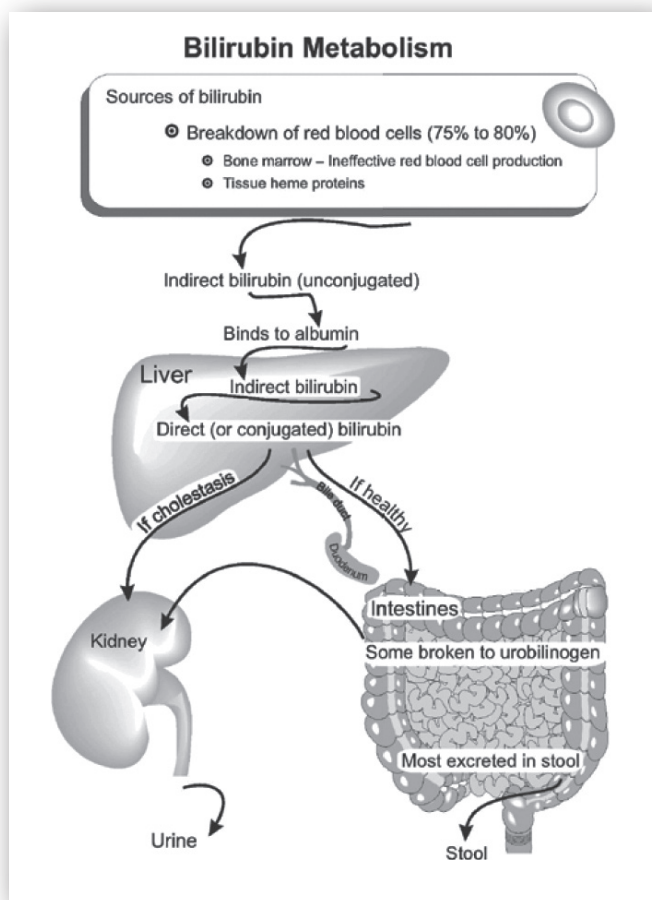 Bilirubin Metabolism
Sources of bilirubin
Breakdown of red blood cells (75% to 80%)
Bone marrow – Ineffective red blood cell production
Tissue heme proteins
Indirect bilirubin (unconjugated)
Binds to albumin
Liver
Indirect bilirubin
Direct (or conjugated) bilirubin
If cholestasis
Bile duct
If healthy
Duodenum
Intestines
Kidney
Some broken to urobilinogen
Most excreted in stool
Urine
Stool